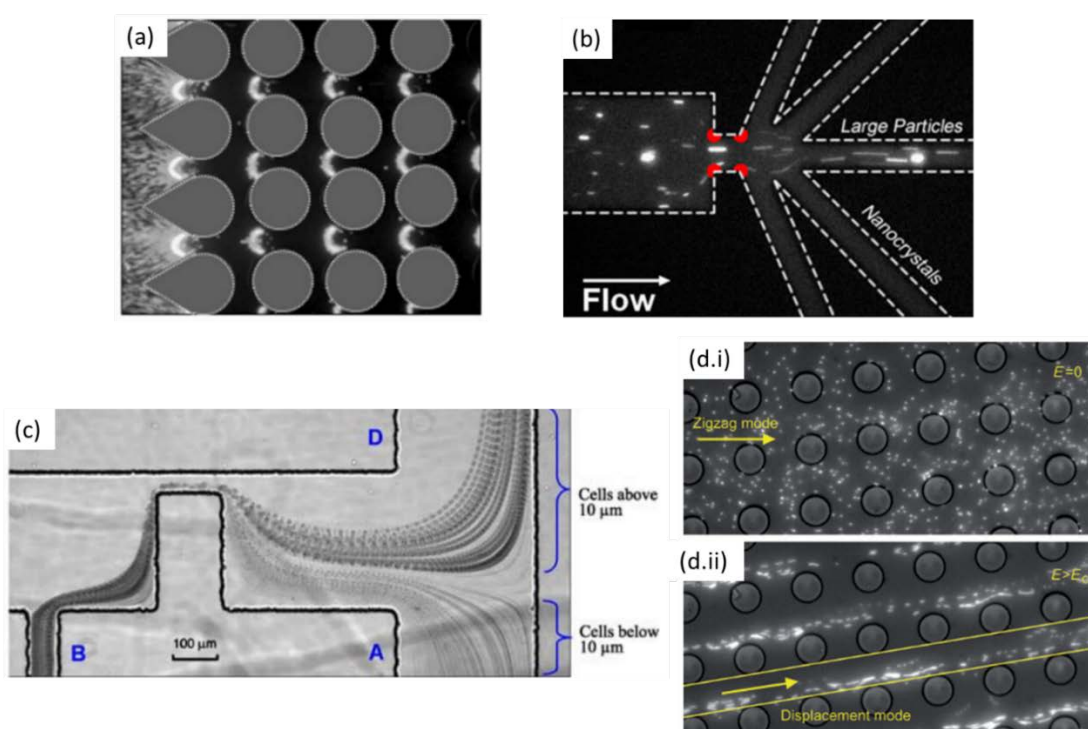 (a)
(b)
Large Particles
Nanocrystals
Flow
(c)
D
B
A
100 μm
Cells above
10 μm
Cells below
10 μm
(d.i)
E=0
Zigzag mode
(d.ii)
Displacement mode